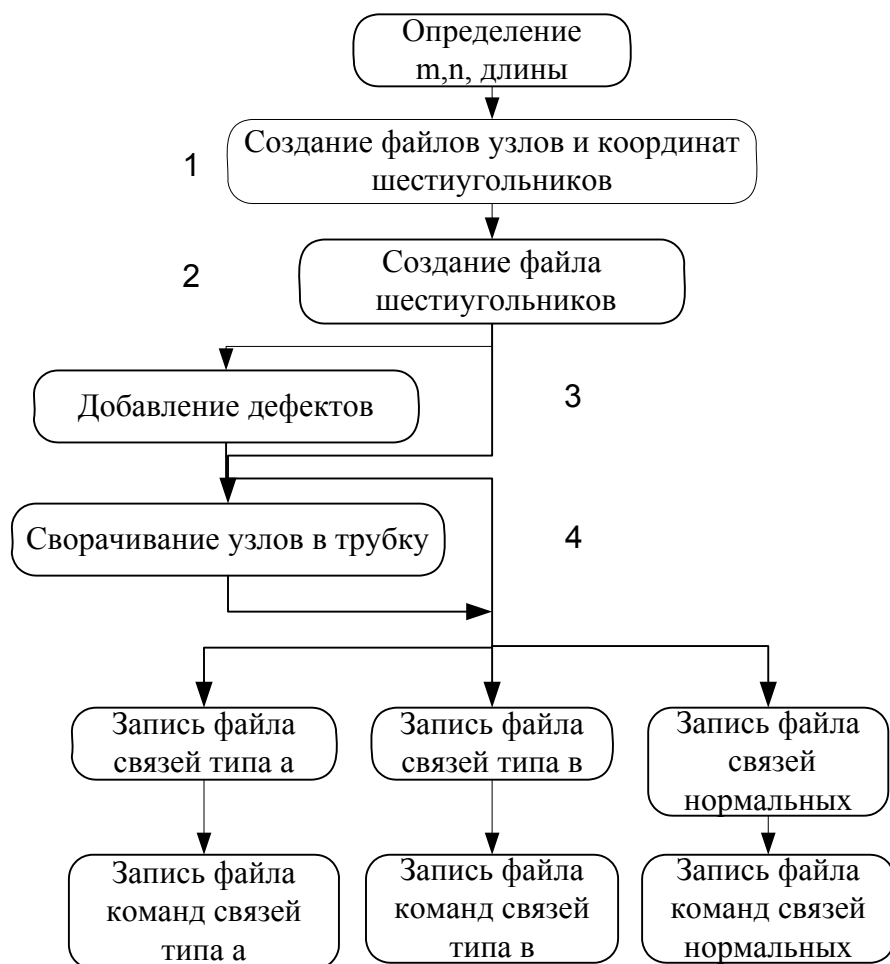 Определение
m,n, длины
1
Создание файлов узлов и координат
шестиугольников
2
Создание файла
шестиугольников
Добавление дефектов
3
Сворачивание узлов в трубку
4
Запись файла
связей типа а
Запись файла
связей типа в
Запись файла
связей
нормальных
Запись файла
команд связей
типа а
Запись файла
команд связей
типа в
Запись файла
команд связей
нормальных